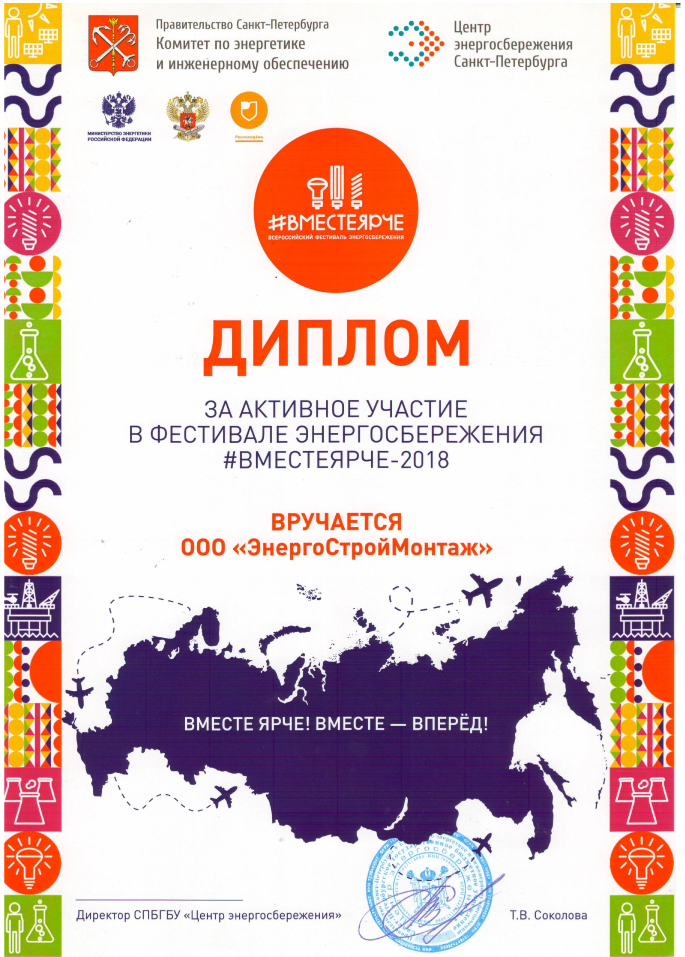 Правительство Санкт-Петербурга
Комитет по энергетике
и инженерному обеспечению
Центр
энергосбережения
Санкт-Петербурга
МИНИСТЕРСТВО ЭНЕРГЕТИКИ
РОССИЙСКОЙ ФЕДЕРАЦИИ
#ВМЕСТЕЯРЧЕ
ВСЕРОССИЙСКИЙ ФЕСТИВАЛЬ ЭНЕРГОСБЕРЕЖЕНИЯ
ДИПЛОМ
ЗА АКТИВНОЕ УЧАСТИЕ
В ФЕСТИВАЛЕ ЭНЕРГОСБЕРЕЖЕНИЯ
#ВМЕСТЕЯРЧЕ-2018
ВРУЧАЕТСЯ
ООО «ЭнергоСтройМонтаж»
ВМЕСТЕ ЯРЧЕ! ВМЕСТЕ — ВПЕРЁД!
Директор СПБГБУ «Центр энергосбережения»
Т.В. Соколова